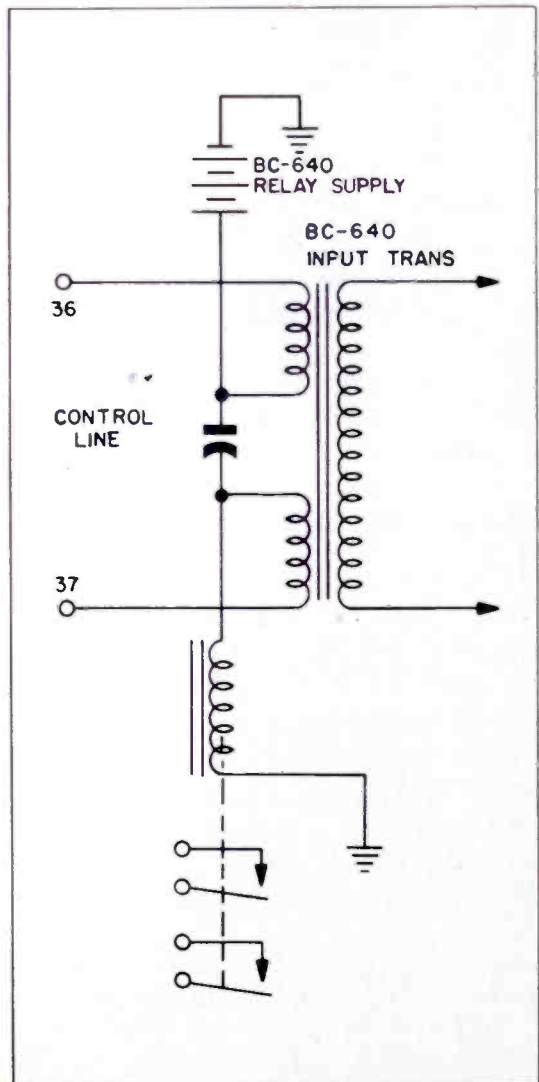 BC-640
RELAY SUPPLY
BC-640
INPUT TRANS
36
CONTROL
LINE
37